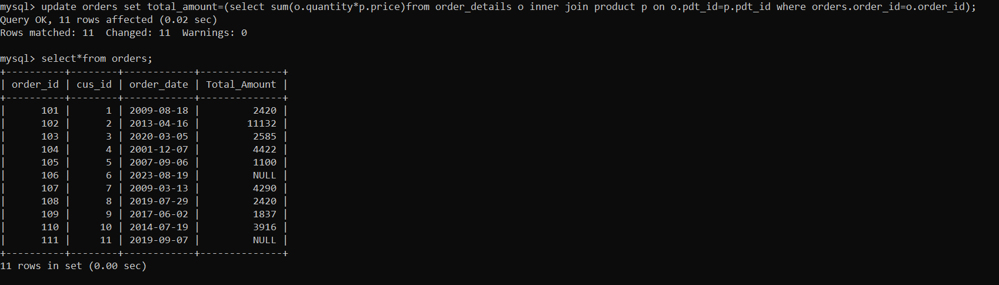 mysql> update orders set total_amount=(select sum(o.quantity*p.price)from order_details o inner join product p on o.pdt_id=p.pdt_id where orders.order_id=o.order_id);
Query OK, 11 rows affected (0.02 sec)
Rows matched: 11  Changed: 11  Warnings: 0

mysql> select*from orders;
+----------+--------+------------+--------------+
| order_id | cus_id | order_date | Total_Amount |
+----------+--------+------------+--------------+
|      101 |      1 | 2009-08-18 |         2420 |
|      102 |      2 | 2013-04-16 |        11132 |
|      103 |      3 | 2020-03-05 |         2585 |
|      104 |      4 | 2001-12-07 |         4422 |
|      105 |      5 | 2007-09-06 |         1100 |
|      106 |      6 | 2023-08-19 |         NULL |
|      107 |      7 | 2009-03-13 |         4290 |
|      108 |      8 | 2019-07-29 |         2420 |
|      109 |      9 | 2017-06-02 |         1837 |
|      110 |     10 | 2014-07-19 |         3916 |
|      111 |     11 | 2019-09-07 |         NULL |
+----------+--------+------------+--------------+
11 rows in set (0.00 sec)